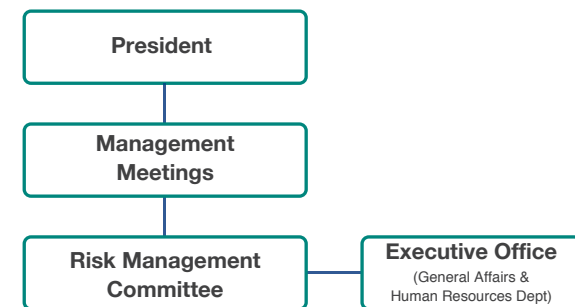 President
Management
Meetings
Risk Management
Committee
Executive Office
(General Affairs &
Human Resources Dept)